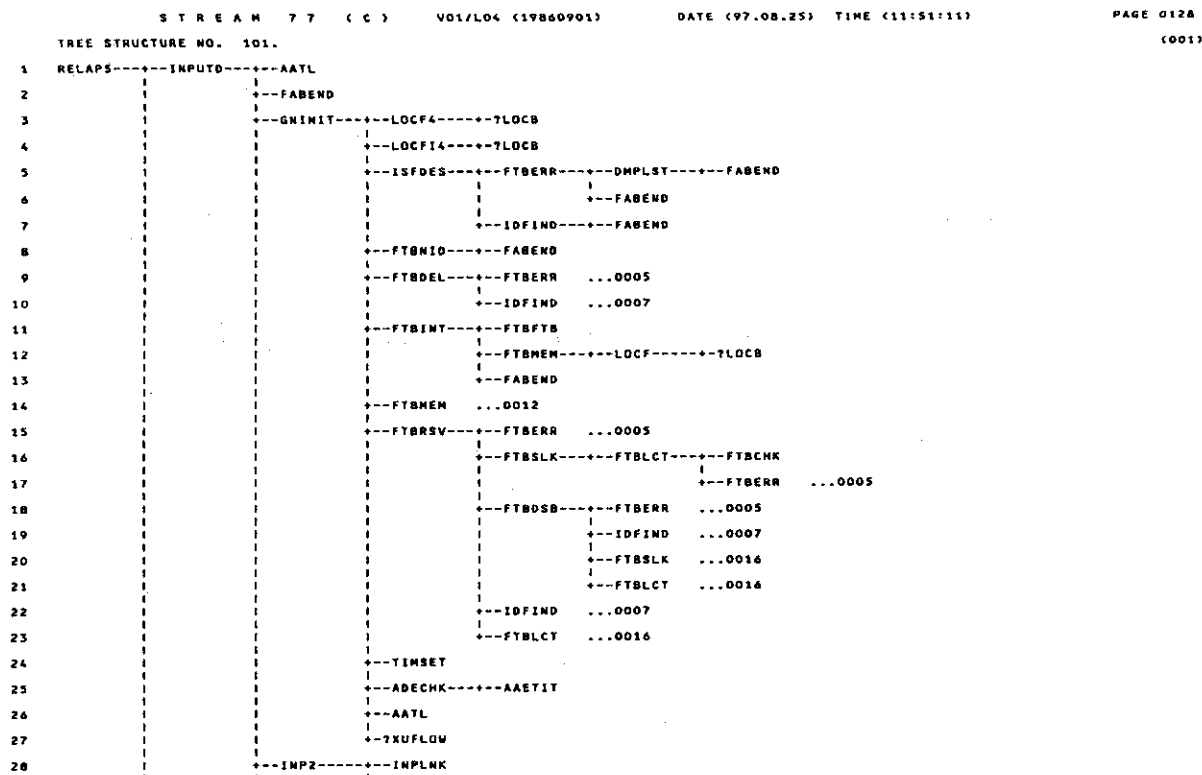 S T R E A M 7 7 ( C ) V01/L04 (19860901) DATE (97.08.25) TIME (11:51:11) PAGE 0128
TREE STRUCTURE NO. 101. (001)
1 RELAP5---+--INPUTD---+--AATL
2 +--FABEND
3 +--GNINIT---+--LOCF4----+-?LOCB
4 +--LOCFI4---+-?LOCB
5 +--ISFDES---+--FTBERR---+--DMPLST---+--FABEND
6 +--FABEND
7 +--IDFIND---+--FABEND
8 +--FTBNID---+--FABEND
9 +--FTBDEL---+--FTBERR ...0005
10 +--IDFIND ...0007
11 +--FTBINT---+--FTBFTB
12 +--FTBMEM---+--LOCF-----+-?LOCB
13 +--FABEND
14 +--FTBMEM ...0012
15 +--FTBRSV---+--FTBERR ...0005
16 +--FTBSLK---+--FTBLCT---+--FTBCHK
17 +--FTBERR ...0005
18 +--FTBDSB---+--FTBERR ...0005
19 +--IDFIND ...0007
20 +--FTBSLK ...0016
21 +--FTBLCT ...0016
22 +--IDFIND ...0007
23 +--FTBLCT ...0016
24 +--TIMSET
25 +--ADECHK---+--AAETIT
26 +--AATL
27 +-?XUFLOW
28 +--INP2-----+--INPLNK